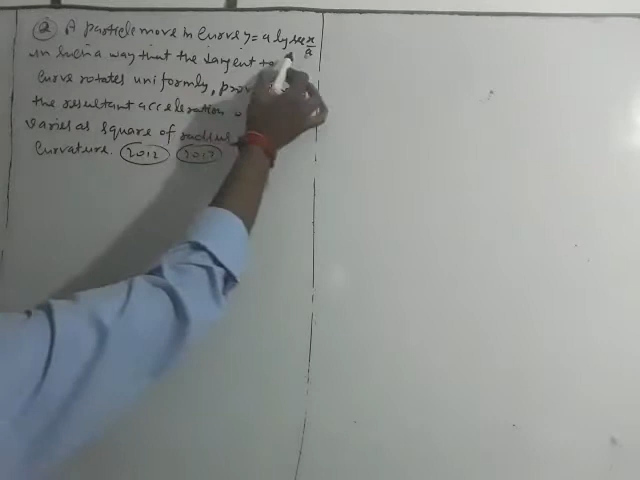 Q. A particle move in curve y = a log sec x/a
in such a way that the tangent to
curve rotates uniformly, prov
the resultant acceleration o
varies as square of radius
curvature. 2012 2017